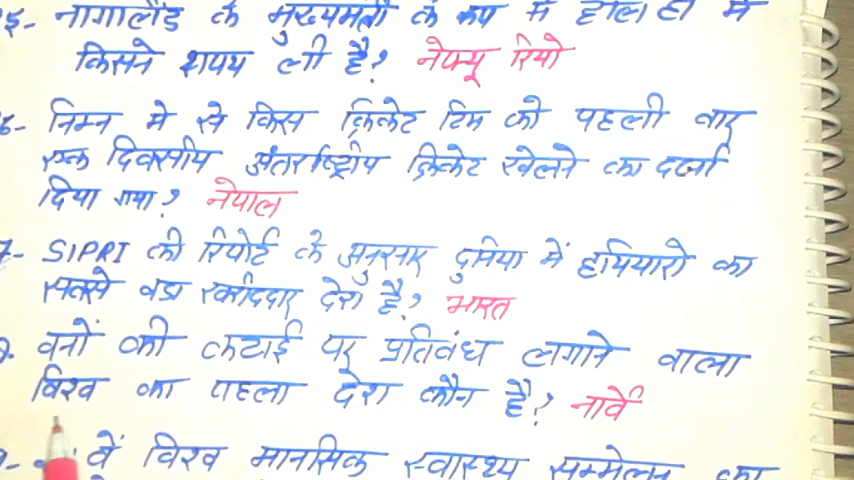 5- नागालैंड के मुख्यमंत्री के रूप में हाल ही में
किसने शपथ ली है? नेफ्यू रियो
6- निम्न मे से किस क्रिकेट टिम को पहली वार
एक दिवसीय अंतर्राष्ट्रीय क्रिकेट खेलने का दर्जा
दिया गया? नेपाल
7- SIPRI की रिपोर्ट के अनुसार दुनिया में हथियारो का
सबसे बडा खरीददार देश है? भारत
वनों की कटाई पर प्रतिबंध लगाने वाला
विश्व का पहला देश कौन है? नार्वे
वें विश्व मानसिक स्वास्थ्य सम्मेलन का